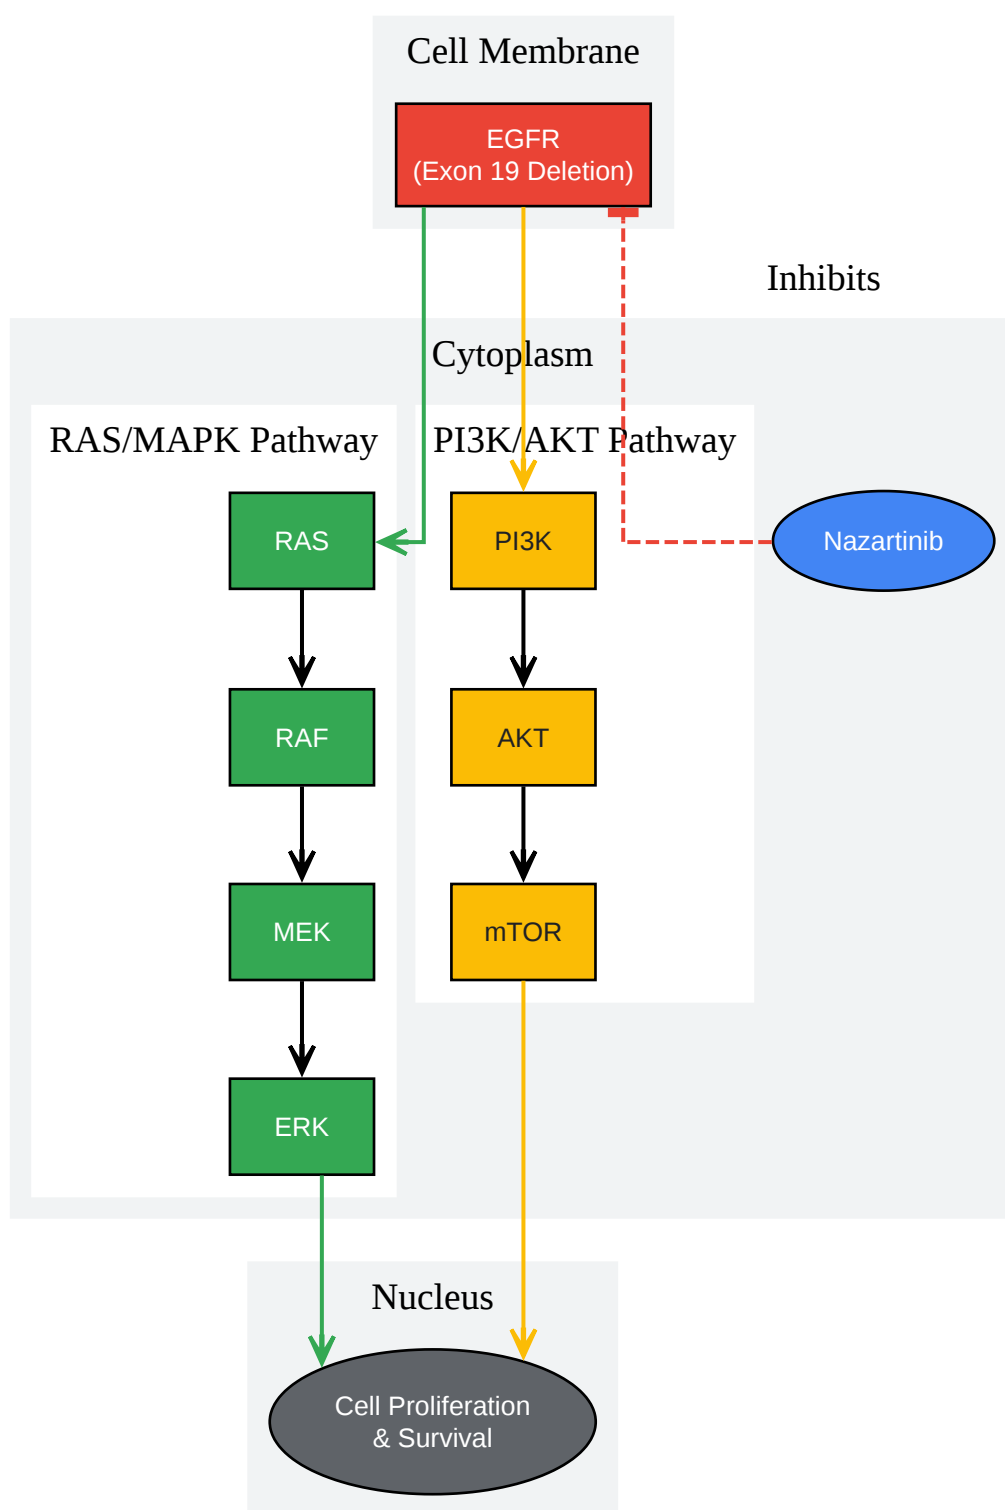 Cell Membrane
EGFR
(Exon 19 Deletion)
Inhibits
Cytoplasm
RAS/MAPK Pathway
PI3K/AKT Pathway
RAS
PI3K
Nazartinib
RAF
AKT
MEK
mTOR
ERK
Nucleus
Cell Proliferation
& Survival